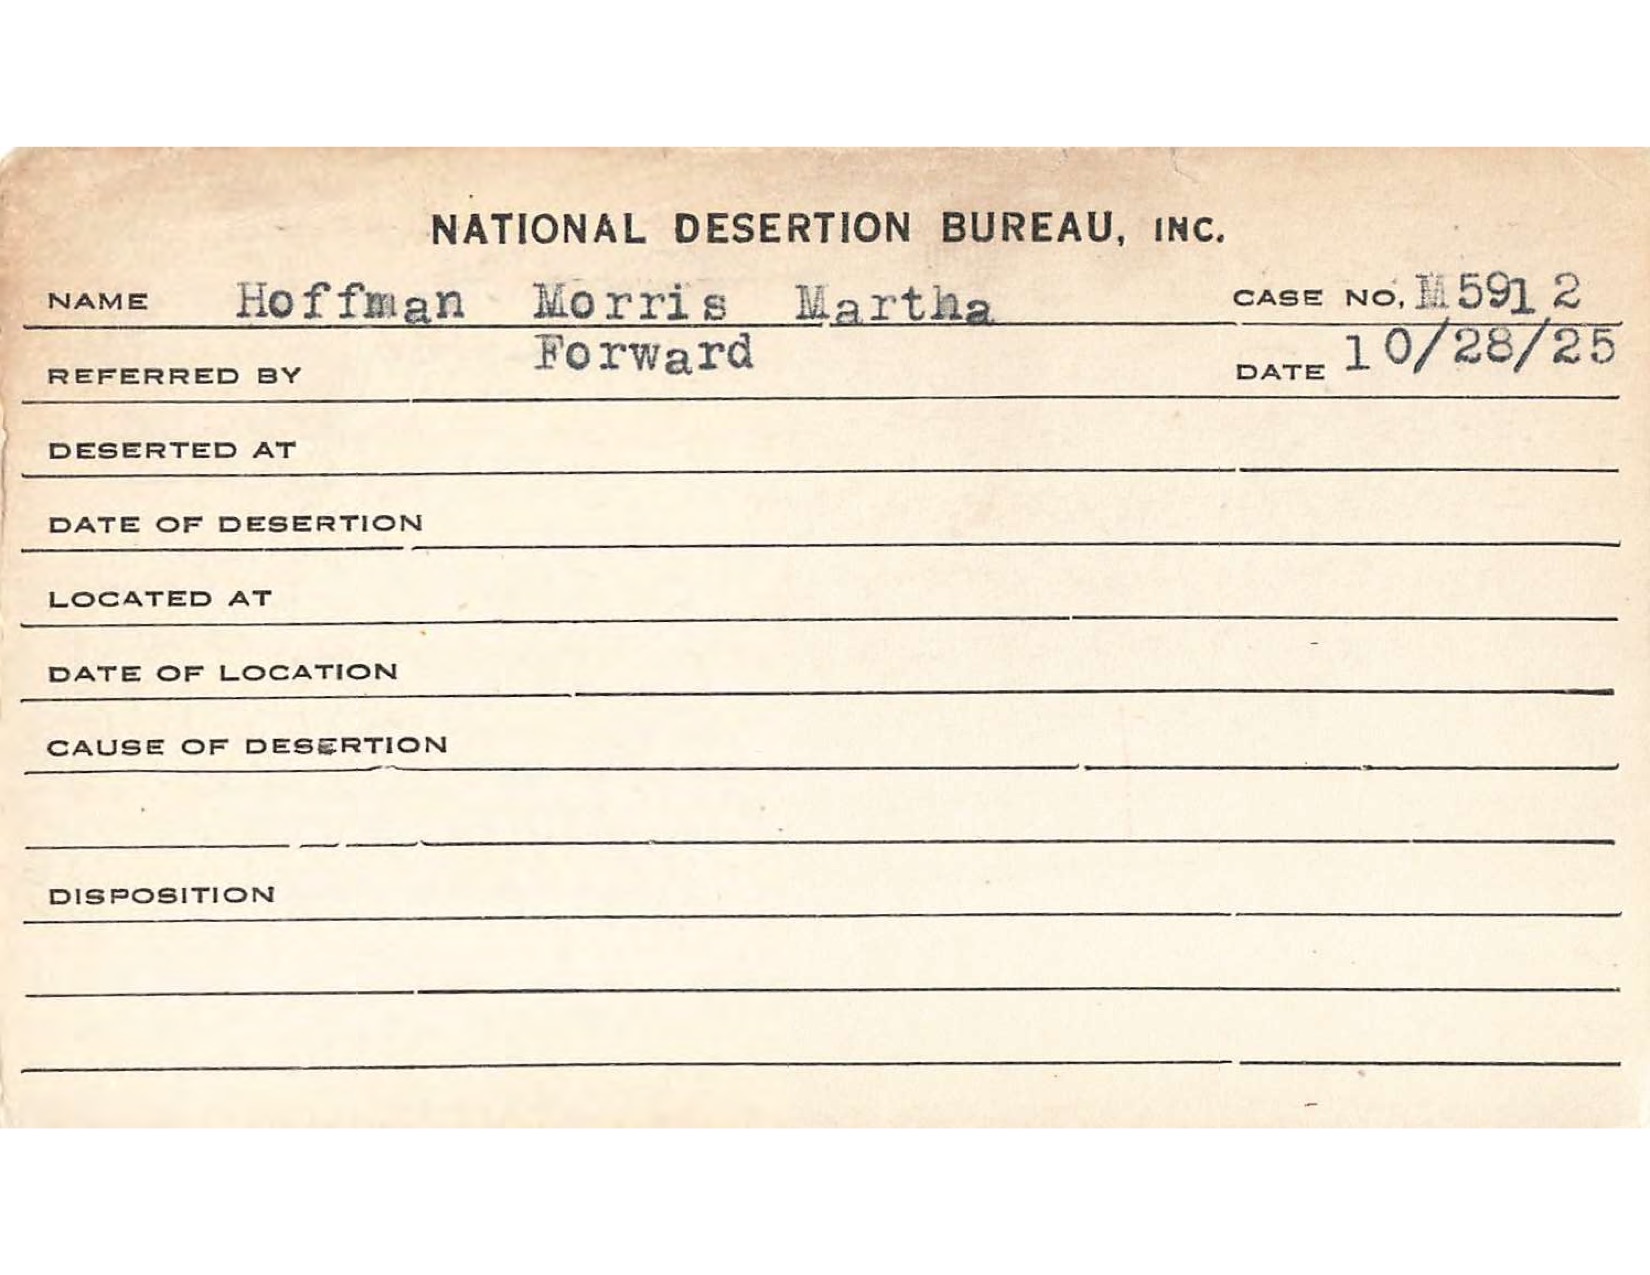 NATIONAL DESERTION BUREAU, INC.
NAME Hoffman Morris Martha CASE NO. M5912
REFERRED BY Forward DATE 10/28/25
DESERTED AT
DATE OF DESERTION
LOCATED AT
DATE OF LOCATION
CAUSE OF DESERTION
DISPOSITION